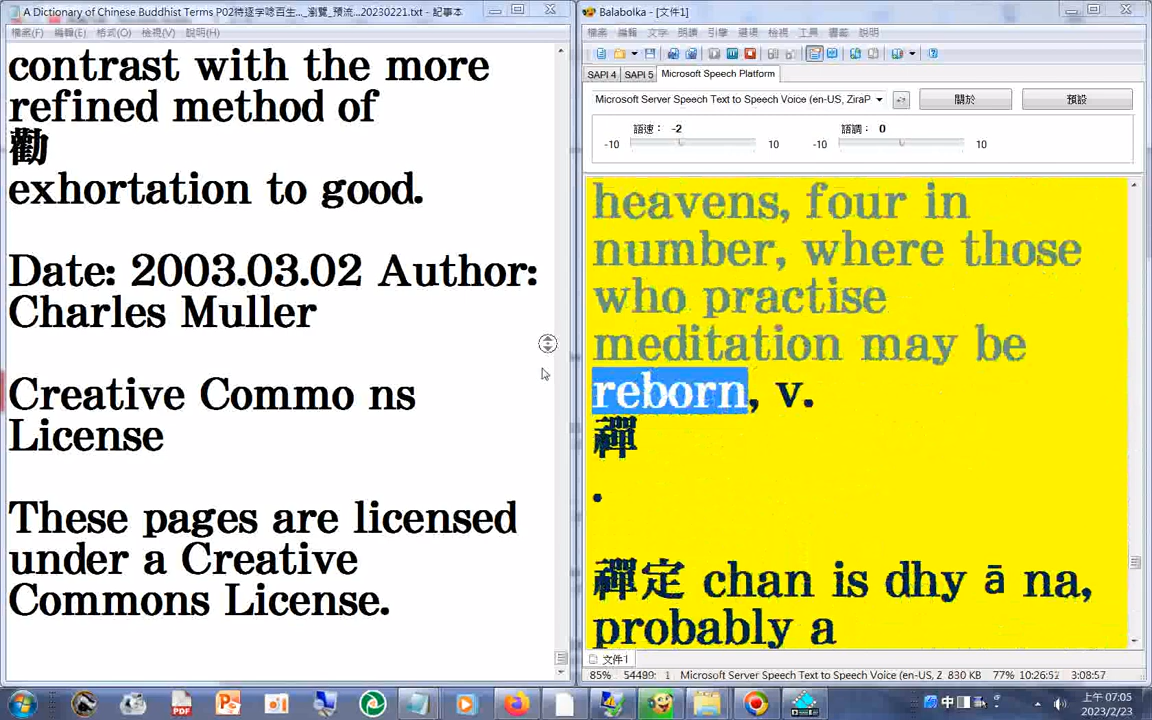 A Dictionary of Chinese Buddhist Terms P02待逐学唸百生..._瀏覽_預流...20230221.txt - 記事本
檔案(F) 編輯(E) 格式(O) 檢視(V) 說明(H)
contrast with the more
refined method of
勸
exhortation to good.
Date: 2003.03.02 Author:
Charles Muller
Creative Commo ns
License
These pages are licensed
under a Creative
Commons License.
Balabolka - [文件1]
檔案 編輯 文字 朗讀 引擎 選項 檢視 工具 書籤 說明
SAPI 4 SAPI 5 Microsoft Speech Platform
Microsoft Server Speech Text to Speech Voice (en-US, ZiraP
關於
預設
語速： -2
語調： 0
-10 10 -10 10
heavens, four in
number, where those
who practise
meditation may be
reborn, v.
禪
.
禪定 chan is dhy ā na,
probably a
文件1
85% 54489: 1 Microsoft Server Speech Text to Speech Voice (en-US, Z 830 KB 77% 10:26:52 3:08:57
中
上午 07:05
2023/2/23